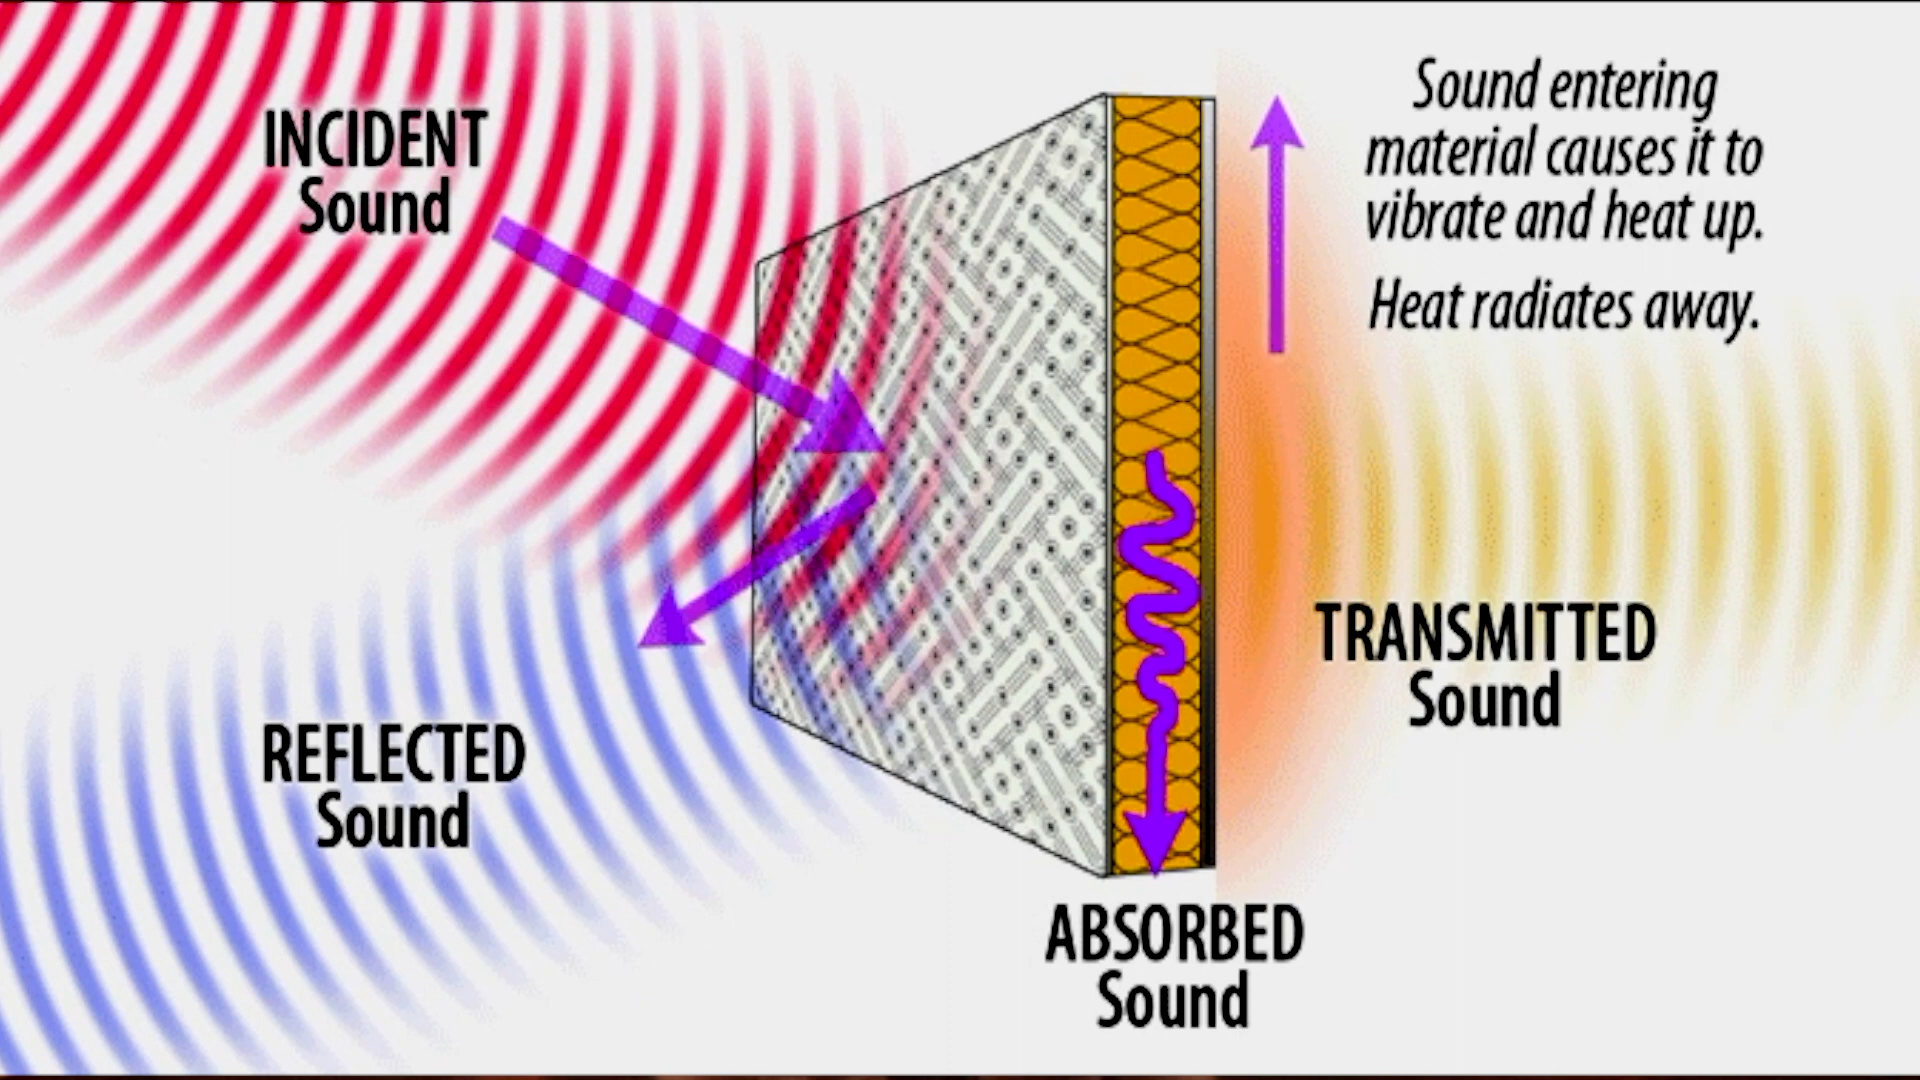 INCIDENT
Sound
Sound entering
material causes it to
vibrate and heat up.
Heat radiates away.
REFLECTED
Sound
TRANSMITTED
Sound
ABSORBED
Sound